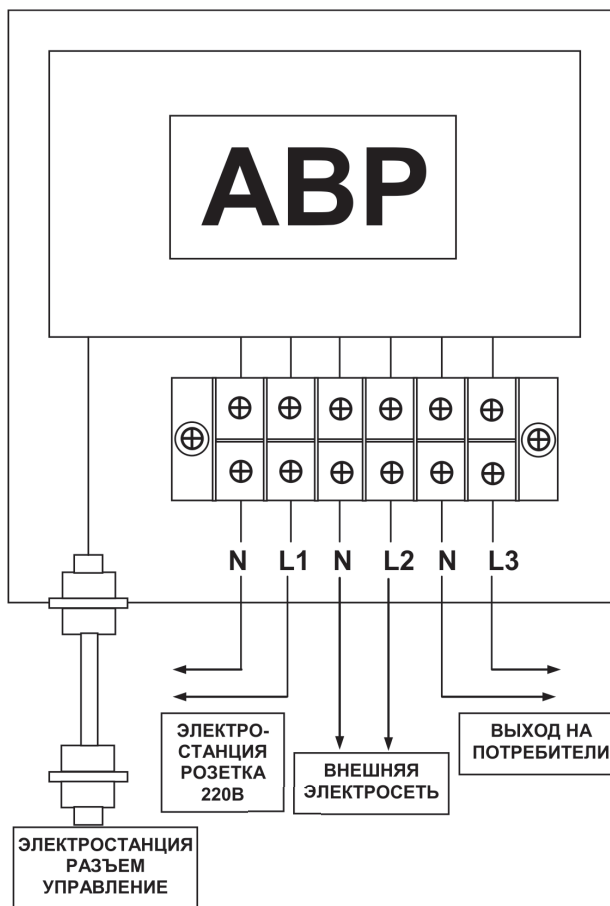 АВР
N L1 N L2 N L3
ЭЛЕКТРО-
СТАНЦИЯ
РОЗЕТКА
220В
ВНЕШНЯЯ
ЭЛЕКТРОСЕТЬ
ВЫХОД НА
ПОТРЕБИТЕЛИ
ЭЛЕКТРОСТАНЦИЯ
РАЗЪЕМ
УПРАВЛЕНИЕ